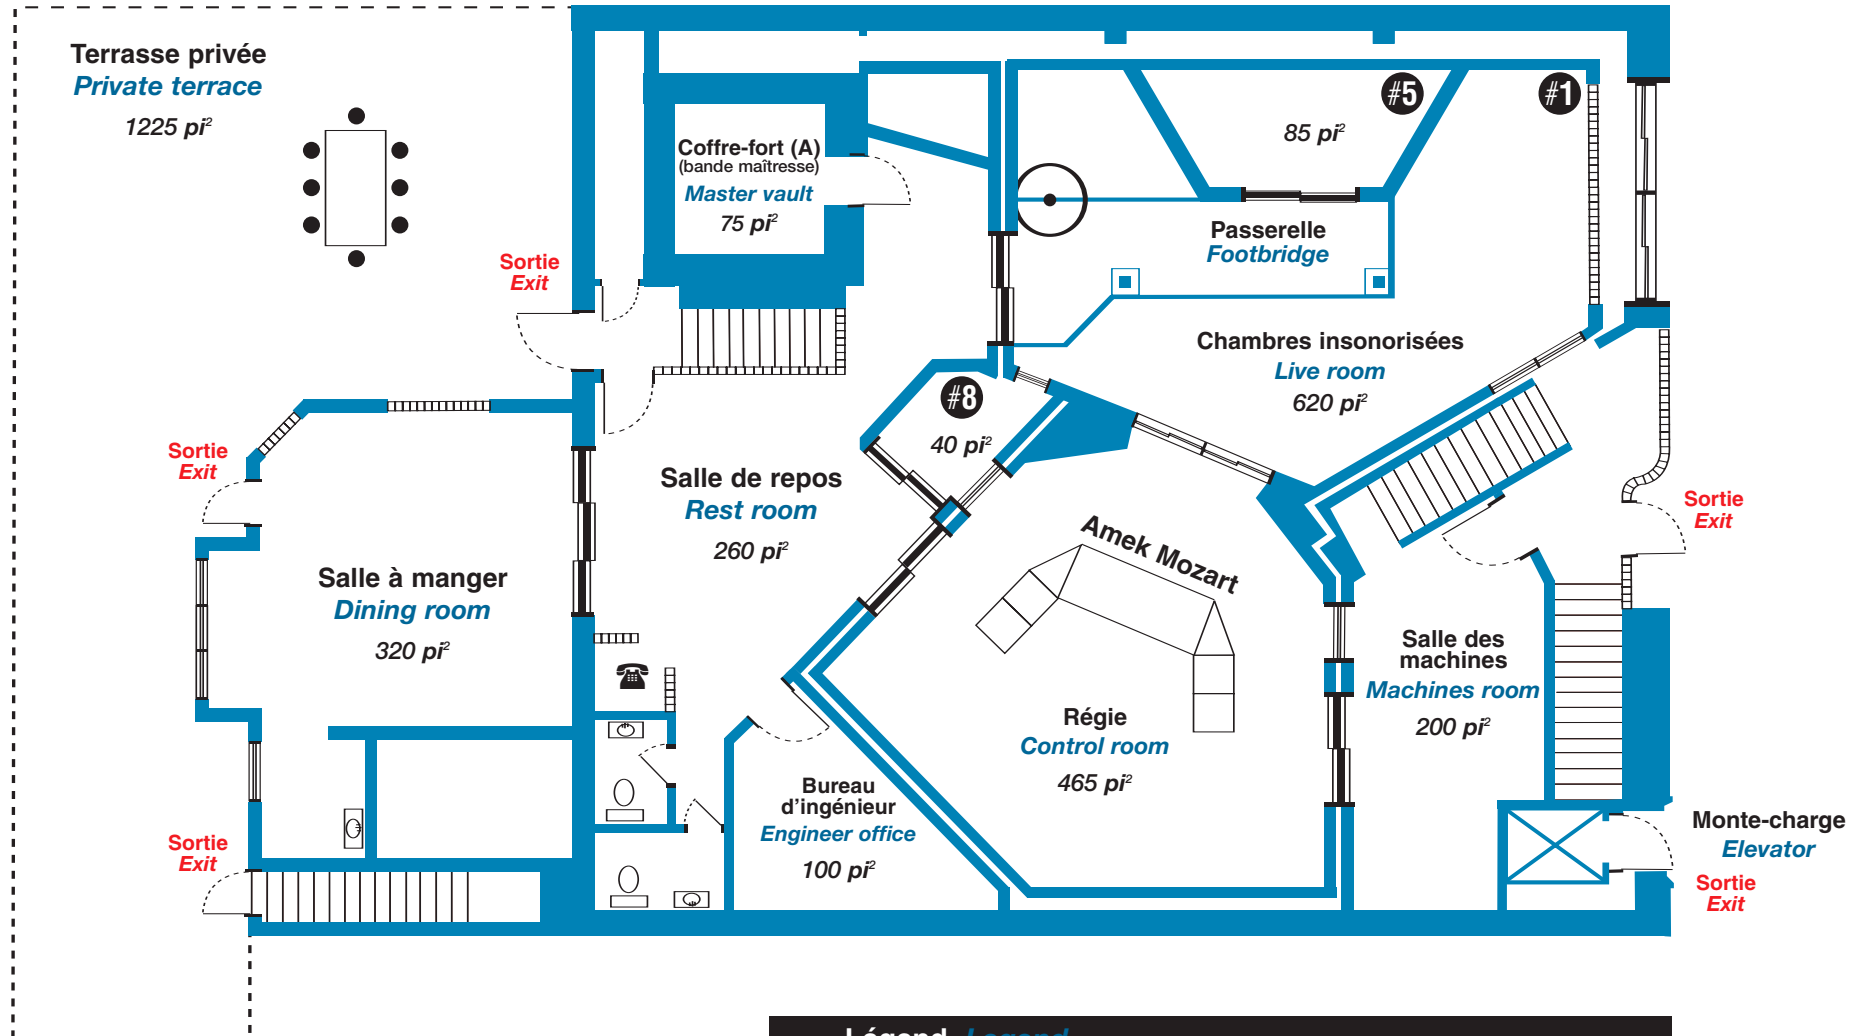 Terrasse privée
Private terrace
1225 pi²
Coffre-fort (A)
(bande maîtresse)
Master vault
75 pi²
#5
#1
85 pi²
Passerelle
Footbridge
Sortie
Exit
Chambres insonorisées
Live room
620 pi²
#8
40 pi²
Sortie
Exit
Salle de repos
Rest room
260 pi²
Sortie
Exit
Amek Mozart
Salle à manger
Dining room
320 pi²
Salle des
machines
Machines room
200 pi²
Régie
Control room
465 pi²
Bureau
d'ingénieur
Engineer office
100 pi²
Sortie
Exit
Monte-charge
Elevator
Sortie
Exit
Légend Legend